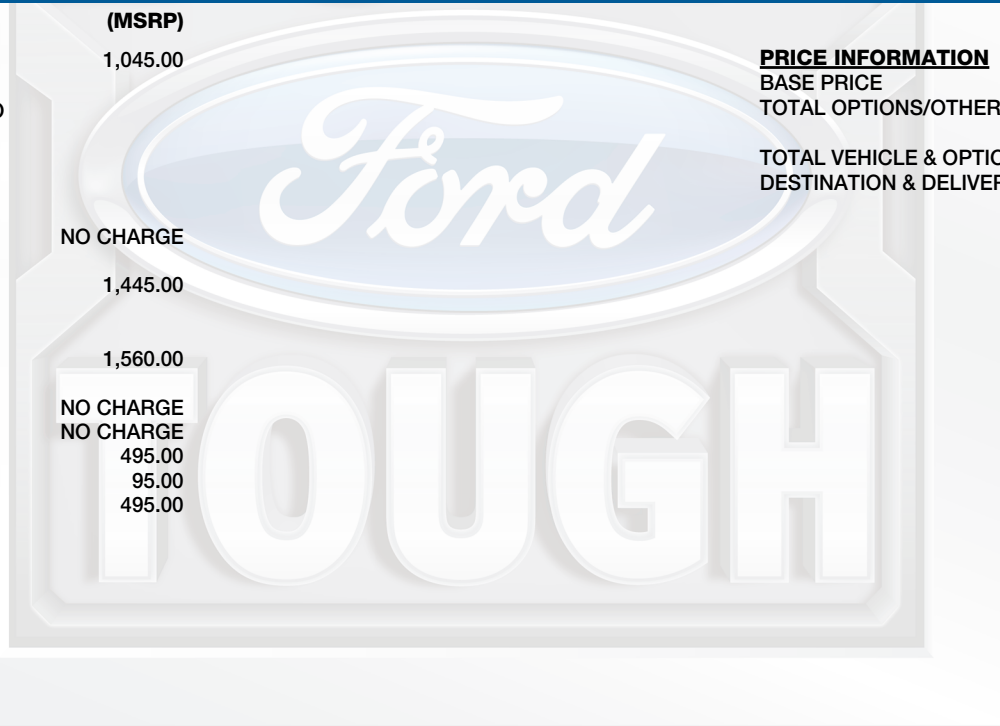 (MSRP)
1,045.00
NO CHARGE
1,445.00
1,560.00
NO CHARGE
NO CHARGE
495.00
95.00
495.00
PRICE INFORMATION
BASE PRICE
TOTAL OPTIONS/OTHER
TOTAL VEHICLE & OPTIO
DESTINATION & DELIVER
Ford
TOUGH